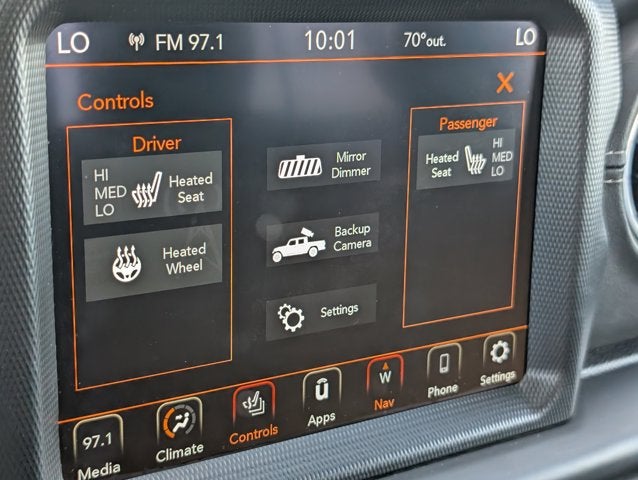 LO FM 97.1 10:01 70°out. LO
Controls X
Driver
HI
MED
LO
Heated
Seat
Heated
Wheel
Mirror
Dimmer
Backup
Camera
Settings
Passenger
Heated
Seat
HI
MED
LO
97.1
Media
Climate
Controls
û
Apps
W
Nav
Phone
Settings